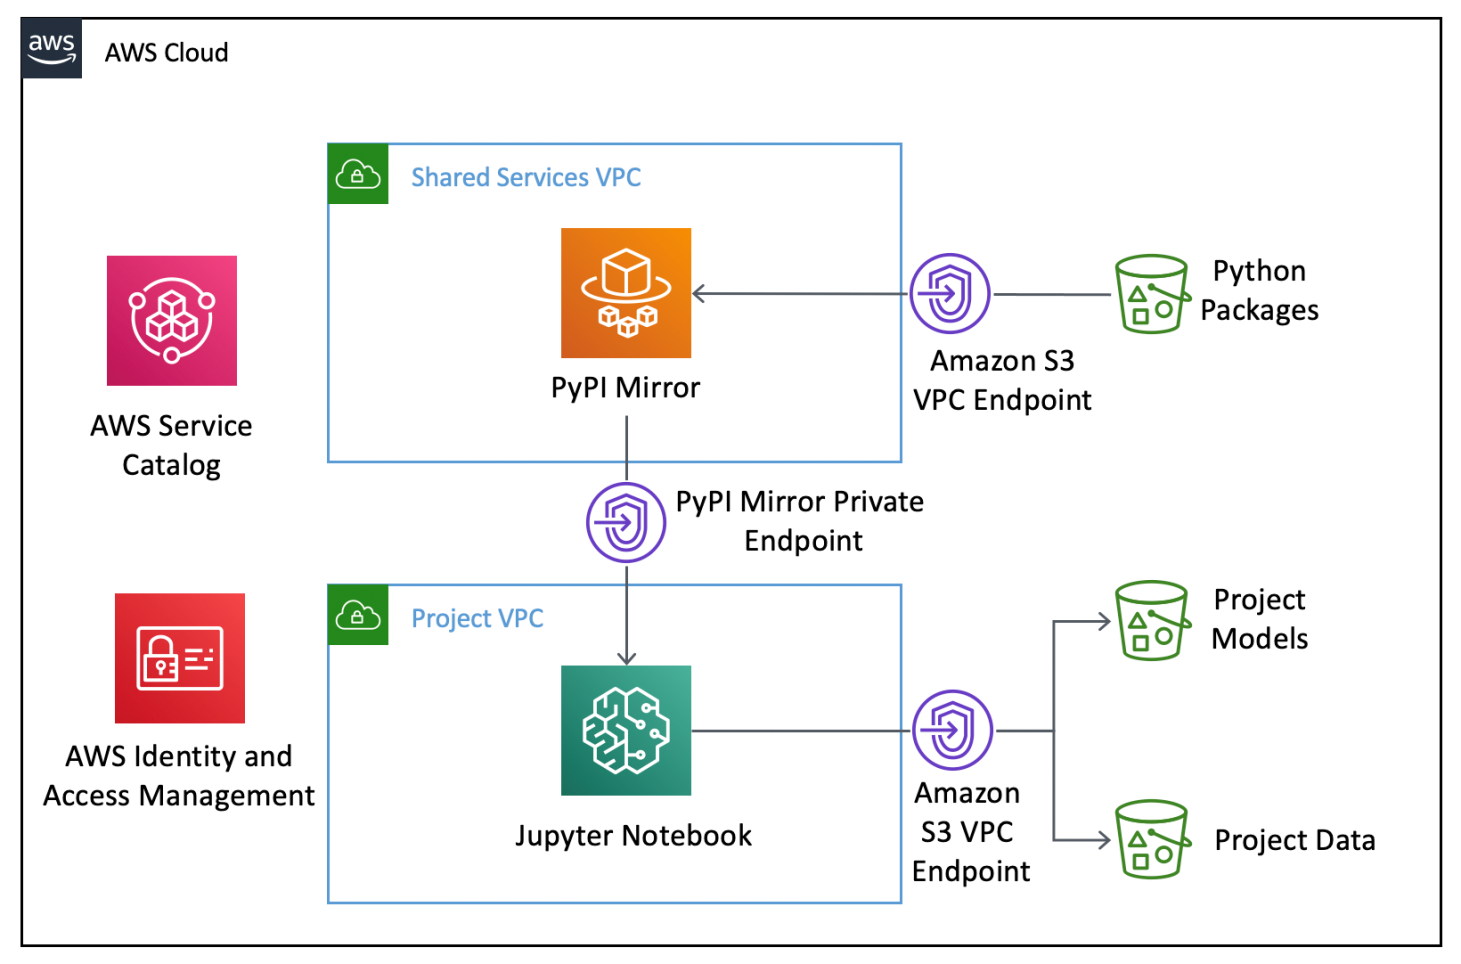 aws
AWS Cloud
Shared Services VPC
PyPI Mirror
Amazon S3
VPC Endpoint
Python
Packages
AWS Service
Catalog
PyPI Mirror Private
Endpoint
Project VPC
Jupyter Notebook
AWS Identity and
Access Management
Amazon
S3 VPC
Endpoint
Project
Models
Project Data